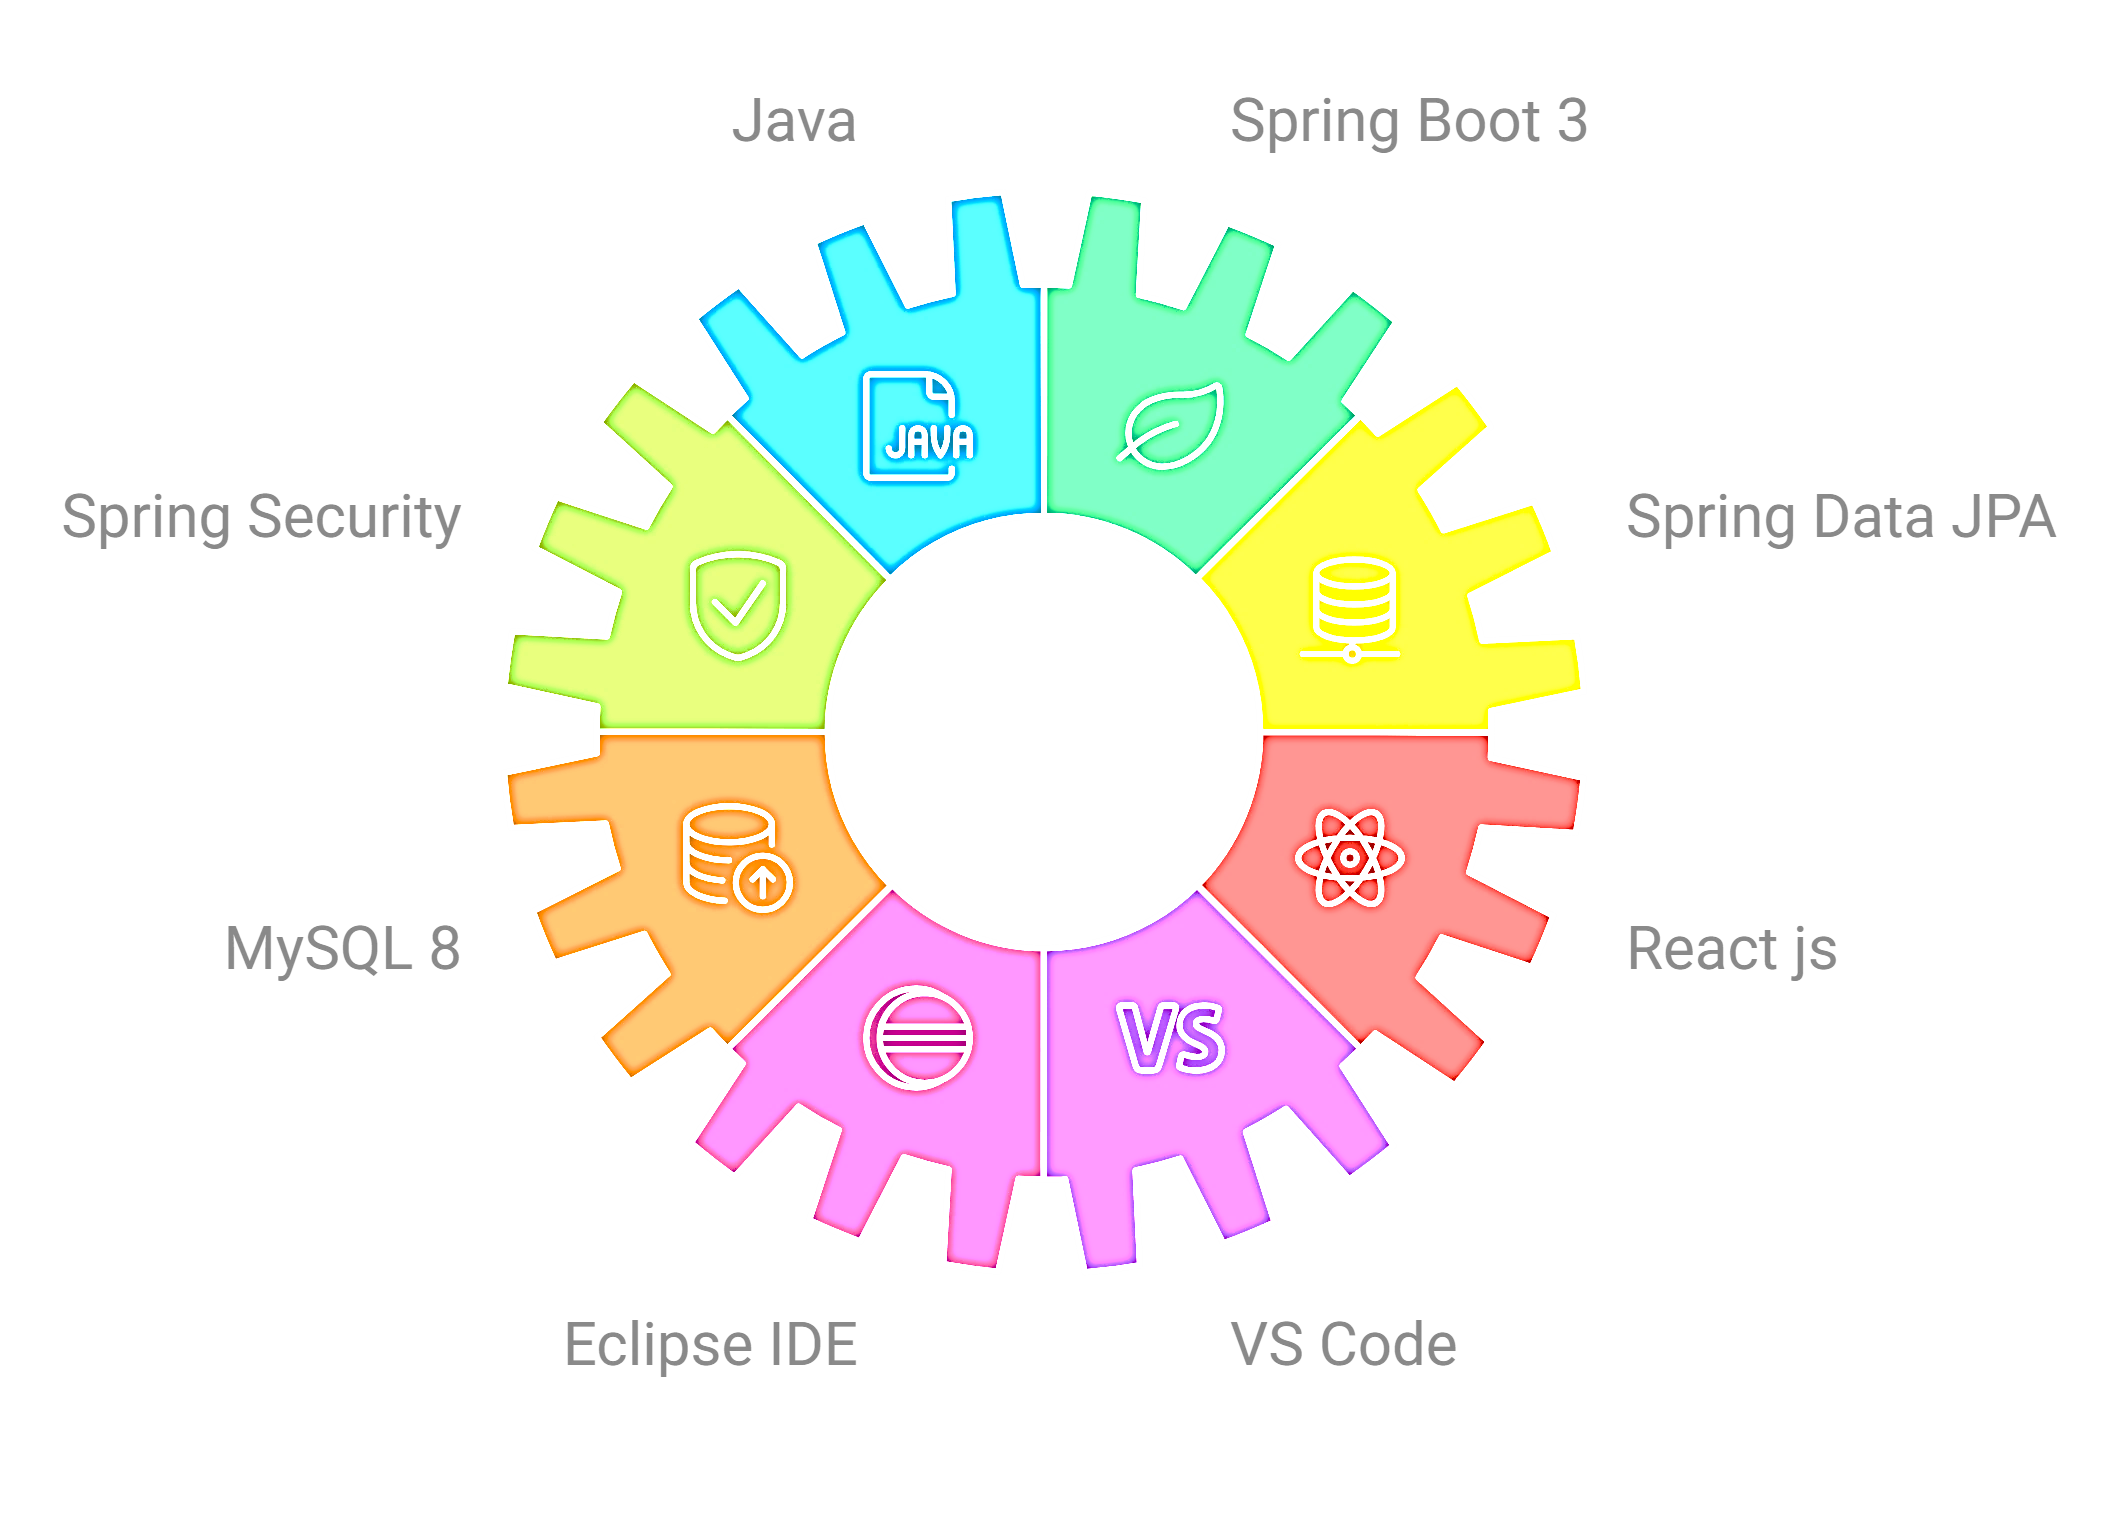 Java
Spring Boot 3
JAVA
Spring Security
Spring Data JPA
MySQL 8
React js
VS
Eclipse IDE
VS Code